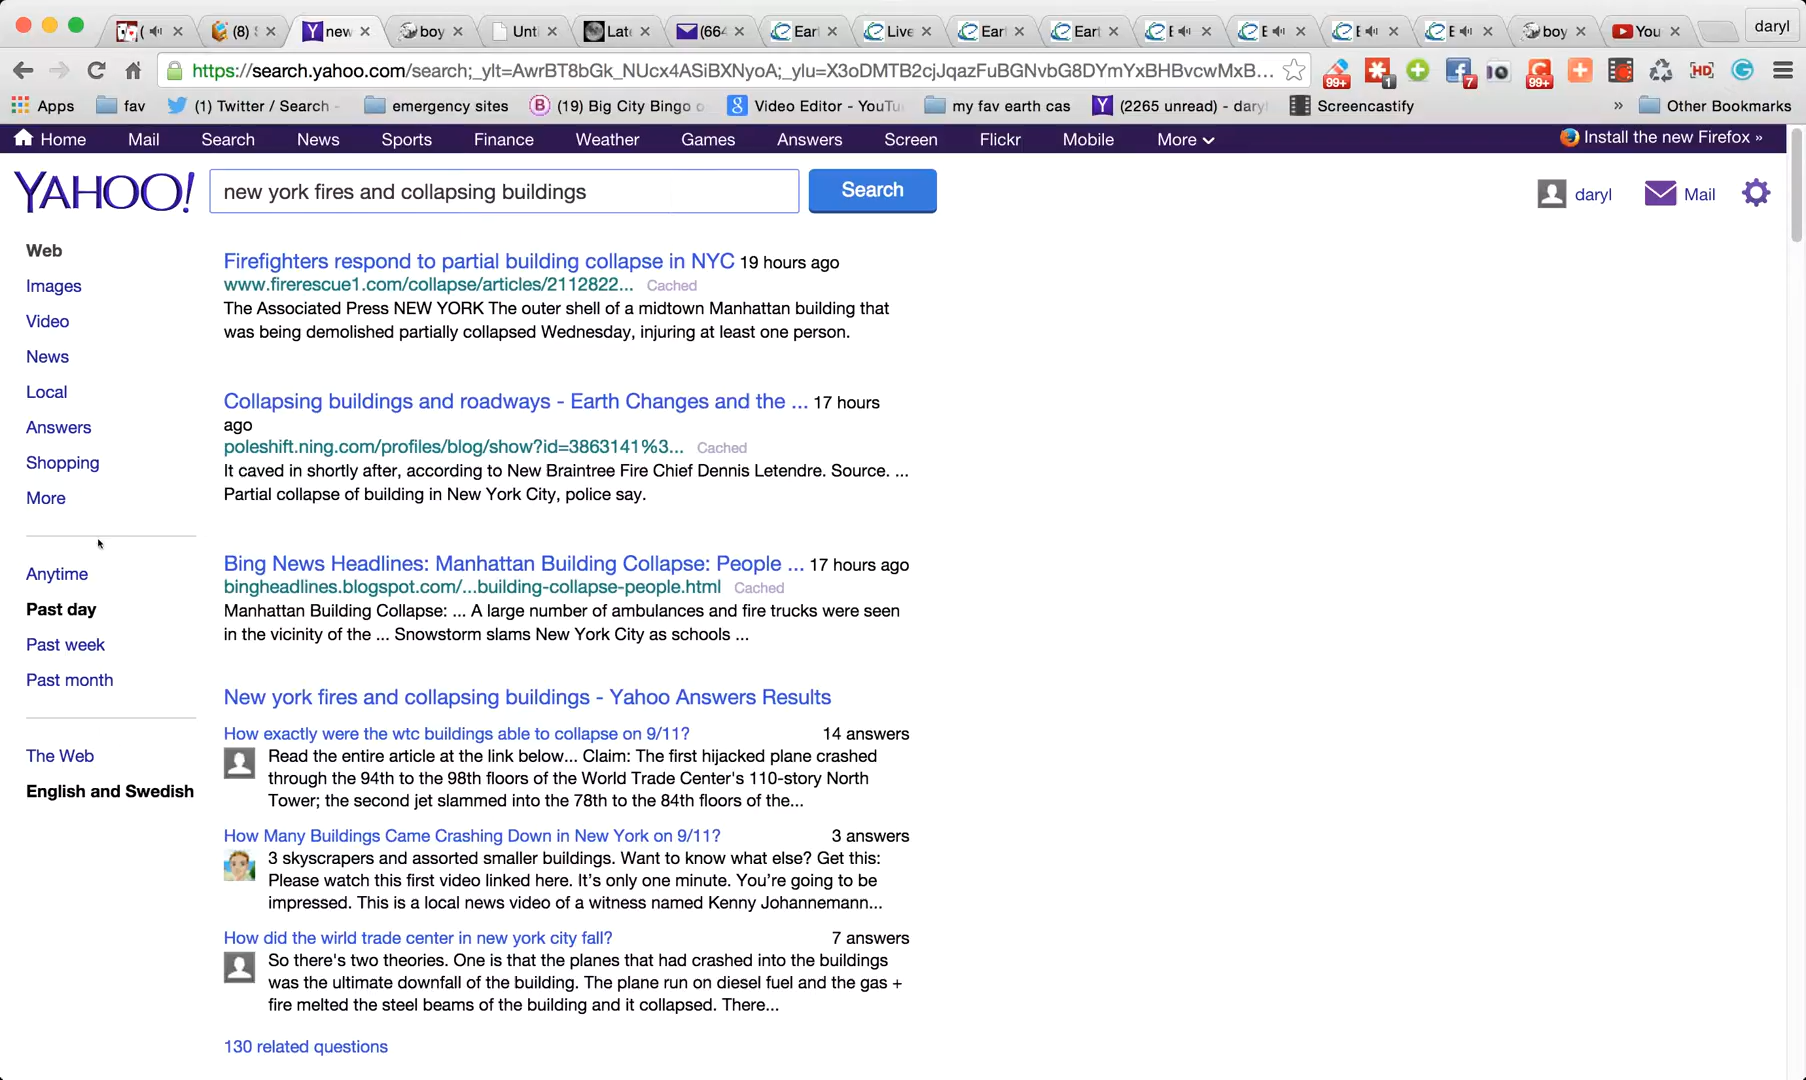 ( 
(8)
new
boy
Unti
Late
(664
Eart
Live
Eart
Eart
E
E
E
E
boy
You
daryl
https://search.yahoo.com/search;_ylt=AwrBT8bGk_NUcx4ASiBXNyoA;_ylu=X3oDMTB2cjJqazFuBGNvbG8DYmYxBHBvcwMxB...
99+
1
7
99+
HD
Apps
fav
(1) Twitter / Search -
emergency sites
(19) Big City Bingo
Video Editor - YouTu
my fav earth cas
(2265 unread) - dary
Screencastify
»
Other Bookmarks
Home Mail Search News Sports Finance Weather Games Answers Screen Flickr Mobile More
Install the new Firefox »
YAHOO!
new york fires and collapsing buildings
Search
daryl
Mail
Web
Images
Video
News
Local
Answers
Shopping
More
Anytime
Past day
Past week
Past month
The Web
English and Swedish
Firefighters respond to partial building collapse in NYC 19 hours ago
www.firerescue1.com/collapse/articles/2112822... Cached
The Associated Press NEW YORK The outer shell of a midtown Manhattan building that
was being demolished partially collapsed Wednesday, injuring at least one person.
Collapsing buildings and roadways - Earth Changes and the ... 17 hours
ago
poleshift.ning.com/profiles/blog/show?id=3863141%3... Cached
It caved in shortly after, according to New Braintree Fire Chief Dennis Letendre. Source. ...
Partial collapse of building in New York City, police say.
Bing News Headlines: Manhattan Building Collapse: People ... 17 hours ago
bingheadlines.blogspot.com/...building-collapse-people.html Cached
Manhattan Building Collapse: ... A large number of ambulances and fire trucks were seen
in the vicinity of the ... Snowstorm slams New York City as schools ...
New york fires and collapsing buildings - Yahoo Answers Results
How exactly were the wtc buildings able to collapse on 9/11? 14 answers
Read the entire article at the link below... Claim: The first hijacked plane crashed
through the 94th to the 98th floors of the World Trade Center's 110-story North
Tower; the second jet slammed into the 78th to the 84th floors of the...
How Many Buildings Came Crashing Down in New York on 9/11? 3 answers
3 skyscrapers and assorted smaller buildings. Want to know what else? Get this:
Please watch this first video linked here. It's only one minute. You're going to be
impressed. This is a local news video of a witness named Kenny Johannemann...
How did the wirld trade center in new york city fall? 7 answers
So there's two theories. One is that the planes that had crashed into the buildings
was the ultimate downfall of the building. The plane run on diesel fuel and the gas +
fire melted the steel beams of the building and it collapsed. There...
130 related questions